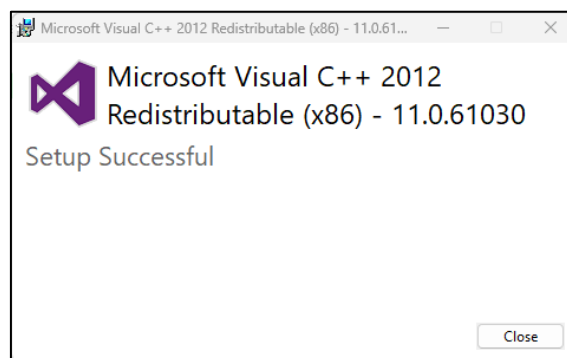 Microsoft Visual C++ 2012 Redistributable (x86) - 11.0.61...
Microsoft Visual C++ 2012
Redistributable (x86) - 11.0.61030
Setup Successful
Close